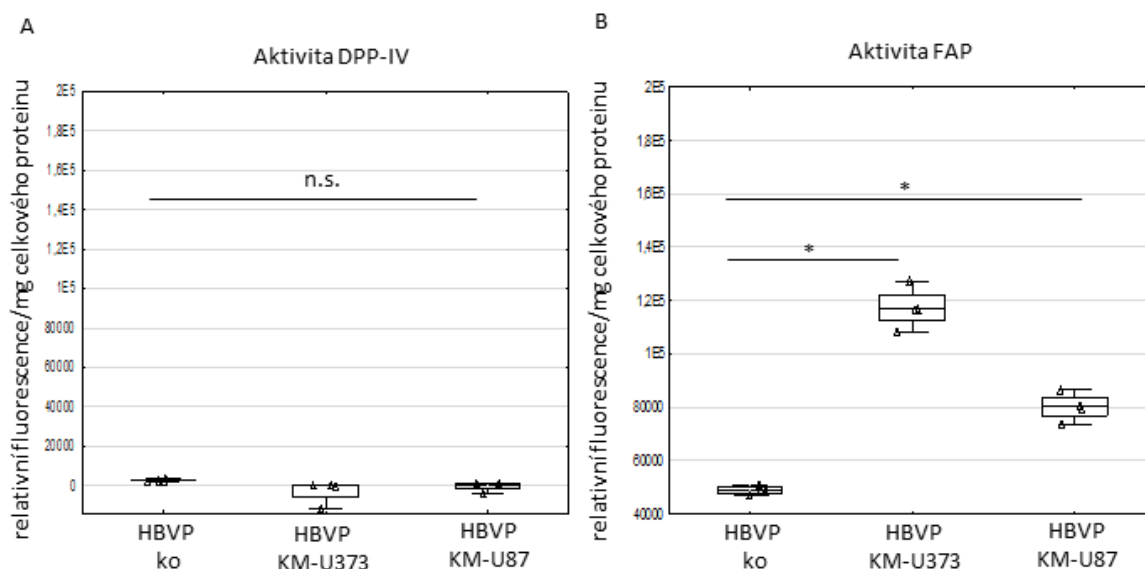 A
Aktivita DPP-IV
relativní fluorescence/mg celkového proteinu
2E5
1,8E5
1,6E5
1,4E5
1,2E5
1E5
80000
60000
40000
20000
0
n.s.
HBVP
ko
HBVP
KM-U373
HBVP
KM-U87
B
Aktivita FAP
relativní fluorescence/mg celkového proteinu
2E5
1,8E5
1,6E5
1,4E5
1,2E5
1E5
80000
60000
40000
*
*
HBVP
ko
HBVP
KM-U373
HBVP
KM-U87